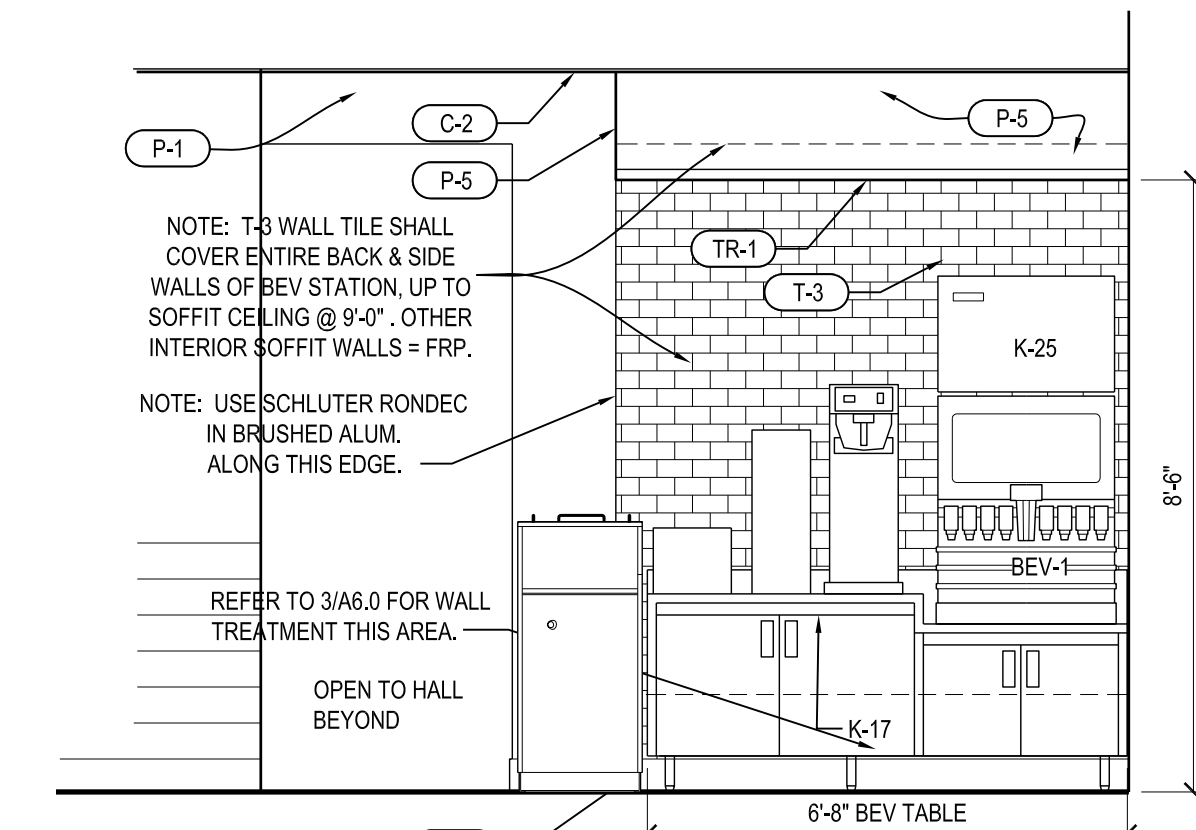 P-1
C-2
P-5
P-5
NOTE: T-3 WALL TILE SHALL
COVER ENTIRE BACK & SIDE
WALLS OF BEV STATION, UP TO
SOFFIT CEILING @ 9'-0" . OTHER
INTERIOR SOFFIT WALLS = FRP.
TR-1
T-3
K-25
NOTE: USE SCHLUTER RONDEC
IN BRUSHED ALUM.
ALONG THIS EDGE.
8'-6"
BEV-1
REFER TO 3/A6.0 FOR WALL
TREATMENT THIS AREA.
OPEN TO HALL
BEYOND
K-17
6'-8" BEV TABLE